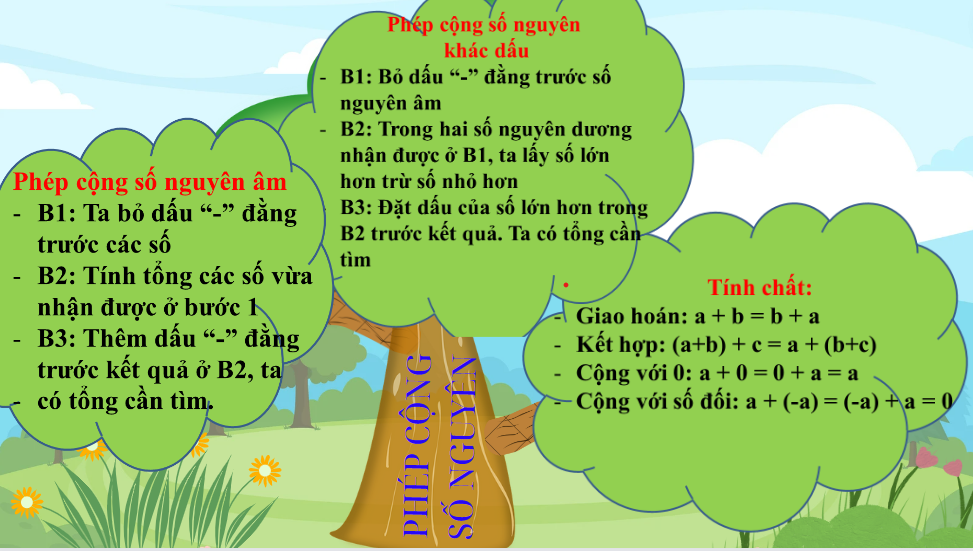 Phép cộng số nguyên
khác dấu
- B1: Bỏ dấu “-” đằng trước số
nguyên âm
- B2: Trong hai số nguyên dương
nhận được ở B1, ta lấy số lớn
hơn trừ số nhỏ hơn
B3: Đặt dấu của số lớn hơn trong
B2 trước kết quả. Ta có tổng cần
tìm
.
Phép cộng số nguyên âm
- B1: Ta bỏ dấu “-” đằng
trước các số
- B2: Tính tổng các số vừa
nhận được ở bước 1
- B3: Thêm dấu “-” đằng
trước kết quả ở B2, ta
- có tổng cần tìm.
Tính chất:
- Giao hoán: a + b = b + a
- Kết hợp: (a+b) + c = a + (b+c)
- Cộng với 0: a + 0 = 0 + a = a
- Cộng với số đối: a + (-a) = (-a) + a = 0
PHÉP CỘNG
SỐ NGUYÊN